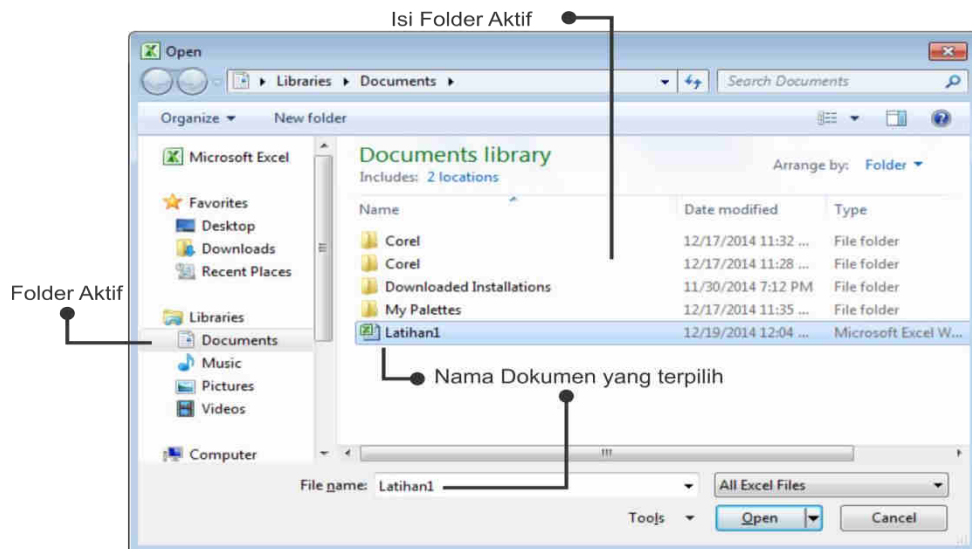 Isi Folder Aktif
Open
Libraries Documents Search Documents
Organize New folder
Microsoft Excel
Favorites
Desktop
Downloads
Recent Places
Folder Aktif
Libraries
Documents
Music
Pictures
Videos
Computer
Documents library
Includes: 2 locations
Arrange by: Folder
Name Date modified Type
Corel 12/17/2014 11:32 ... File folder
Corel 12/17/2014 11:28 ... File folder
Downloaded Installations 11/30/2014 7:12 PM File folder
My Palettes 12/17/2014 11:35 ... File folder
Latihan1 12/19/2014 12:04 ... Microsoft Excel W...
Nama Dokumen yang terpilih
File name: Latihan1 All Excel Files
Tools Open Cancel